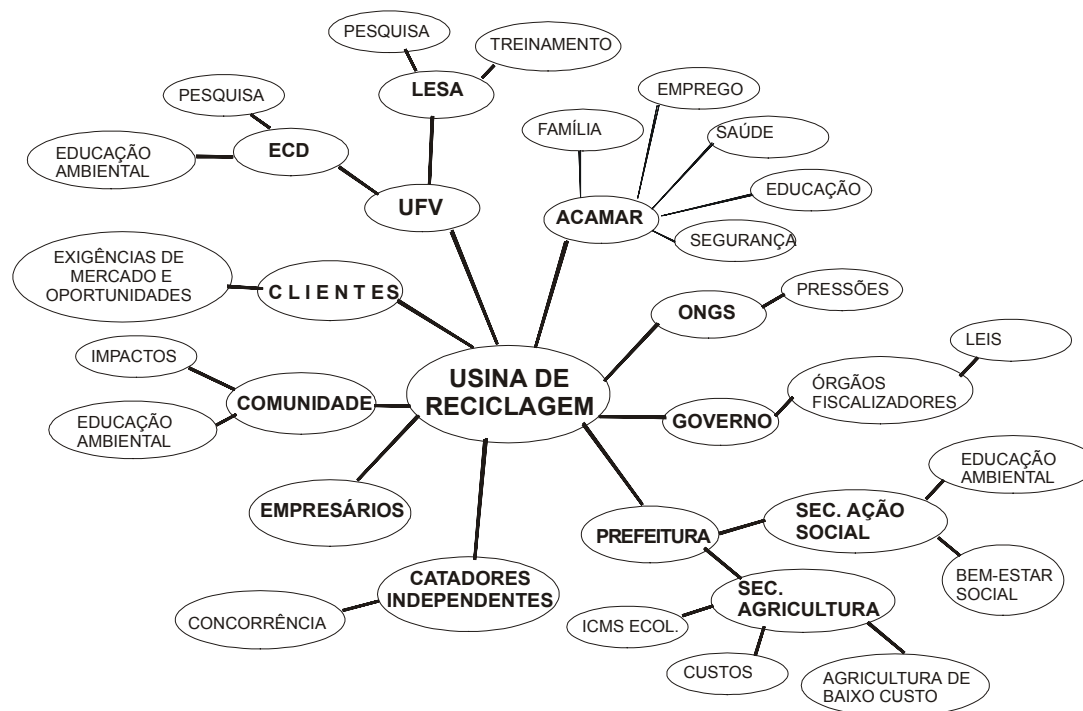 PESQUISA
TREINAMENTO
LESA
PESQUISA
EMPREGO
FAMÍLIA
SAÚDE
ECD
EDUCAÇÃO
AMBIENTAL
EDUCAÇÃO
UFV
ACAMAR
SEGURANÇA
EXIGÊNCIAS DE
MERCADO E
OPORTUNIDADES
CLIENTES
PRESSÕES
ONGS
LEIS
IMPACTOS
USINA DE
RECICLAGEM
ÓRGÃOS
FISCALIZADORES
COMUNIDADE
GOVERNO
EDUCAÇÃO
AMBIENTAL
EDUCAÇÃO
AMBIENTAL
EMPRESÁRIOS
SEC. AÇÃO
SOCIAL
PREFEITURA
BEM-ESTAR
SOCIAL
CATADORES
INDEPENDENTES
SEC.
AGRICULTURA
CONCORRÊNCIA
ICMS ECOL.
CUSTOS
AGRICULTURA DE
BAIXO CUSTO